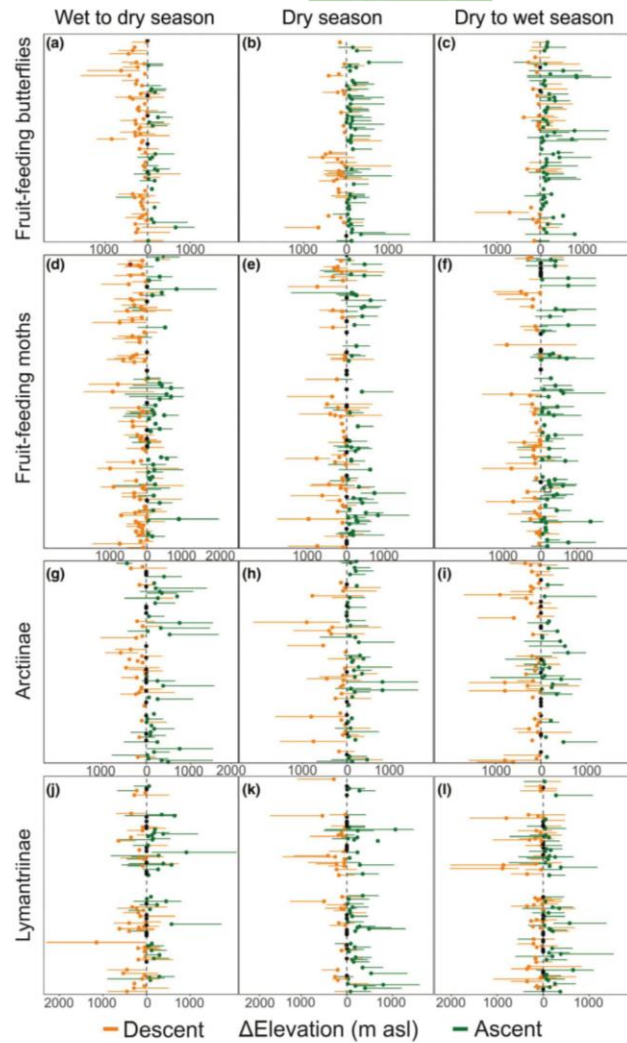 Wet to dry season Dry season Dry to wet season
Fruit-feeding butterflies
(a) (b) (c)
1000 0 1000 1000 0 1000 1000 0 1000
Fruit-feeding moths
(d) (e) (f)
1000 0 1000 2000 1000 0 1000 1000 0 1000
Arctiinae
(g) (h) (i)
1000 0 1000 2000 1000 0 1000 1000 0 1000
Lymantriinae
(j) (k) (l)
2000 1000 0 1000 2000 1000 0 1000 2000 1000 0 1000
Descent ΔElevation (m asl) Ascent